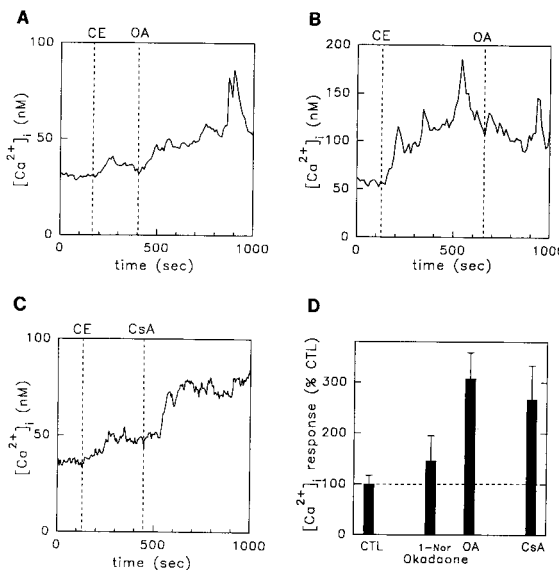 A
CE OA
100
50
0
[Ca2+]i (nM)
0 500 1000
time (sec)
B
CE OA
200
150
100
50
0
[Ca2+]i (nM)
0 500 1000
time (sec)
C
CE CsA
100
50
0
[Ca2+]i (nM)
0 500 1000
time (sec)
D
300
200
100
0
[Ca2+]i response (% CTL)
CTL 1-Nor OA CsA
Okadaone